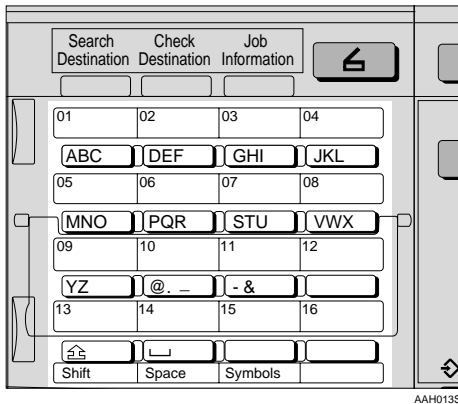 Search Check Job
Destination Destination Information
01 02 03 04
ABC DEF GHI JKL
05 06 07 08
MNO PQR STU VWX
09 10 11 12
YZ @. _ - &
13 14 15 16
Shift Space Symbols
AAH013S